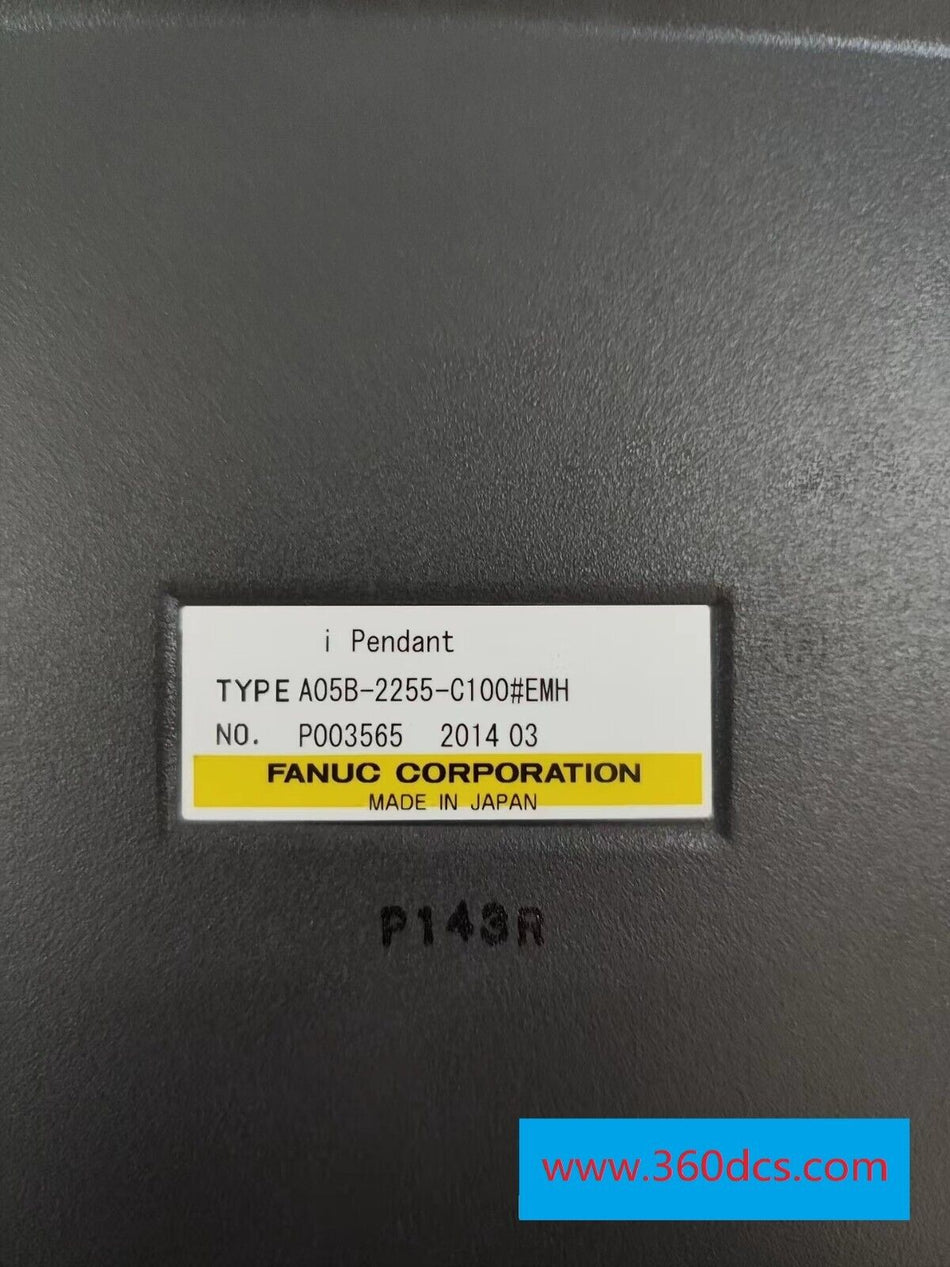 i Pendant
TYPE A05B-2255-C100#EMH
NO. P003565 2014 03
FANUC CORPORATION
MADE IN JAPAN
P143R
www.360dcs.com